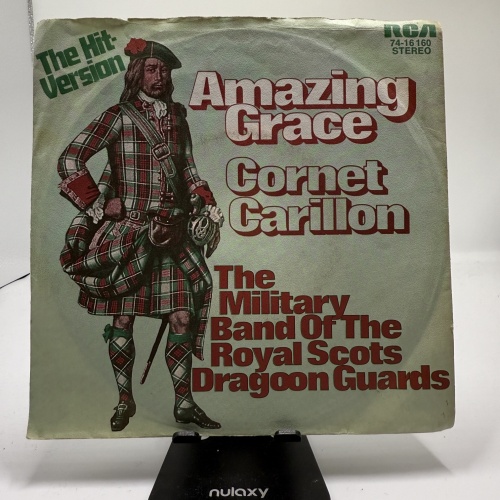 The Hit-
Version
RCA
74-16 160
STEREO
Amazing
Grace
Cornet
Carillon
The
Military
Band Of The
Royal Scots
Dragoon Guards
nulaxy